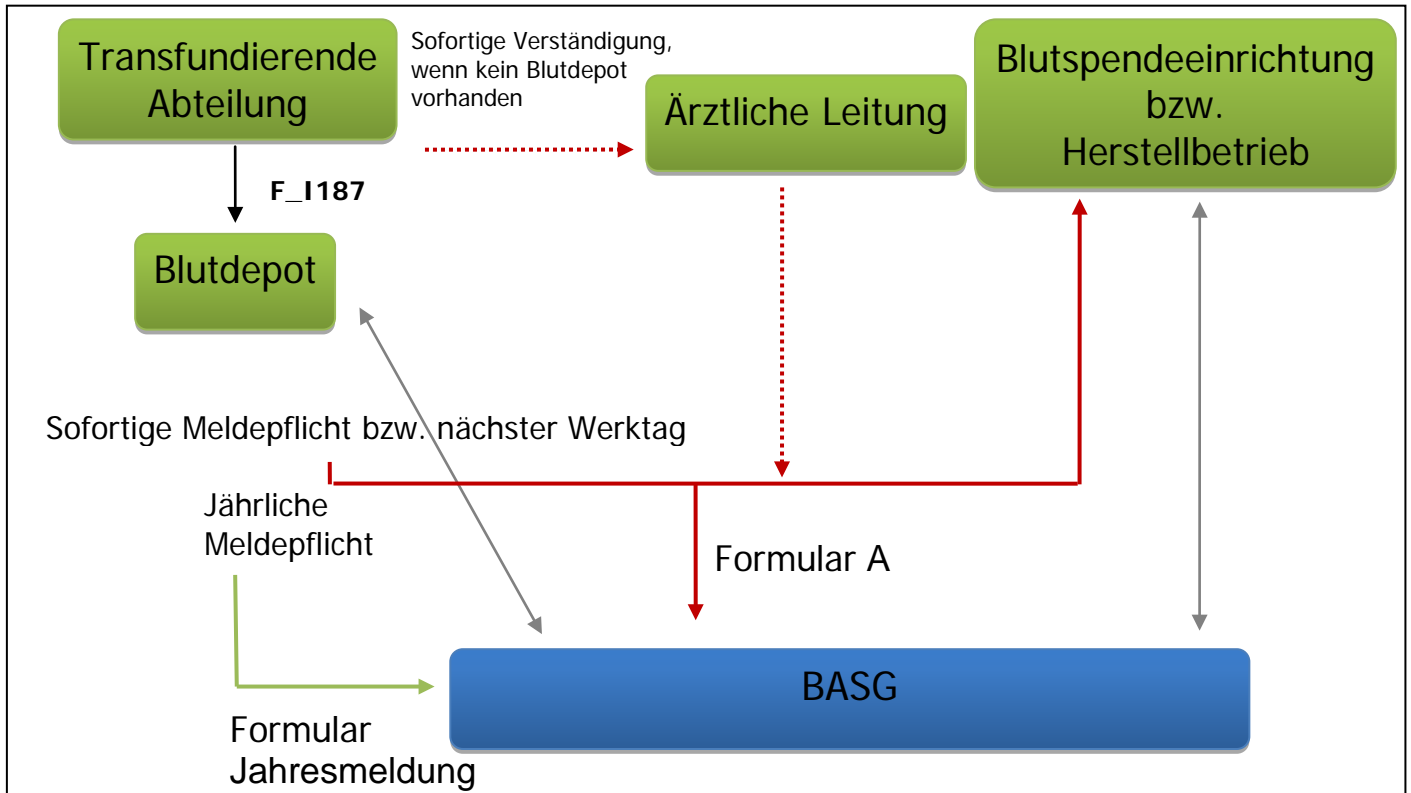 Transfundierende
Abteilung
Sofortige Verständigung,
wenn kein Blutdepot
vorhanden
Ärztliche Leitung
Blutspendeeinrichtung
bzw.
Herstellbetrieb
F_I187
Blutdepot
Sofortige Meldepflicht bzw. nächster Werktag
Jährliche
Meldepflicht
Formular A
BASG
Formular
Jahresmeldung